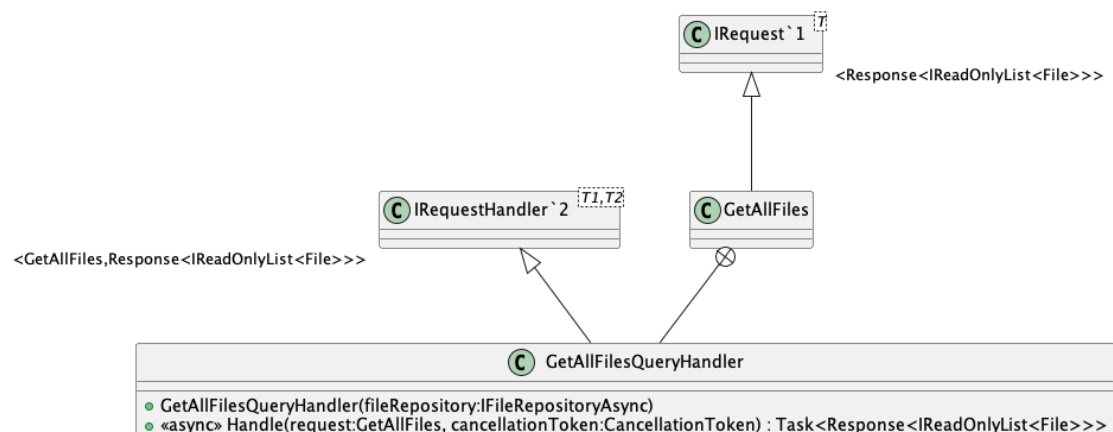 C IRequest`1 T
<Response<IReadOnlyList<File>>>
C IRequestHandler`2 T1,T2
C GetAllFiles
<GetAllFiles,Response<IReadOnlyList<File>>>
C GetAllFilesQueryHandler
GetAllFilesQueryHandler(fileRepository:IFileRepositoryAsync)
«async» Handle(request:GetAllFiles, cancellationToken:CancellationToken) : Task<Response<IReadOnlyList<File>>>